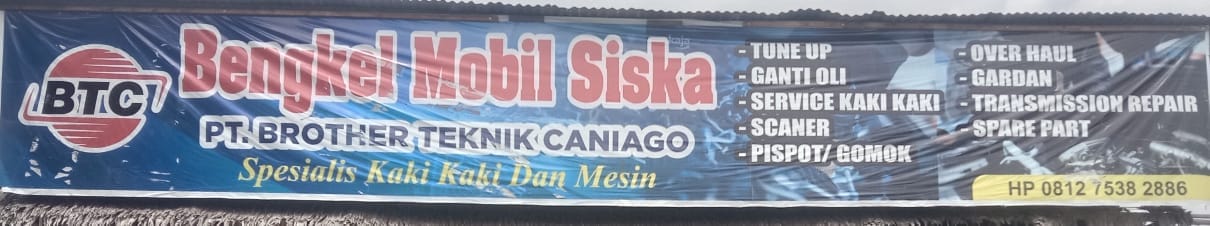 BTC
Bengkel Mobil Siska
PT. BROTHER TEKNIK CANIAGO
Spesialis Kaki Kaki Dan Mesin
- TUNE UP
- GANTI OLI
- SERVICE KAKI KAKI
- SCANER
- PISPOT/ GOMOK
- OVER HAUL
- GARDAN
- TRANSMISSION REPAIR
- SPARE PART
HP 0812 7538 2886